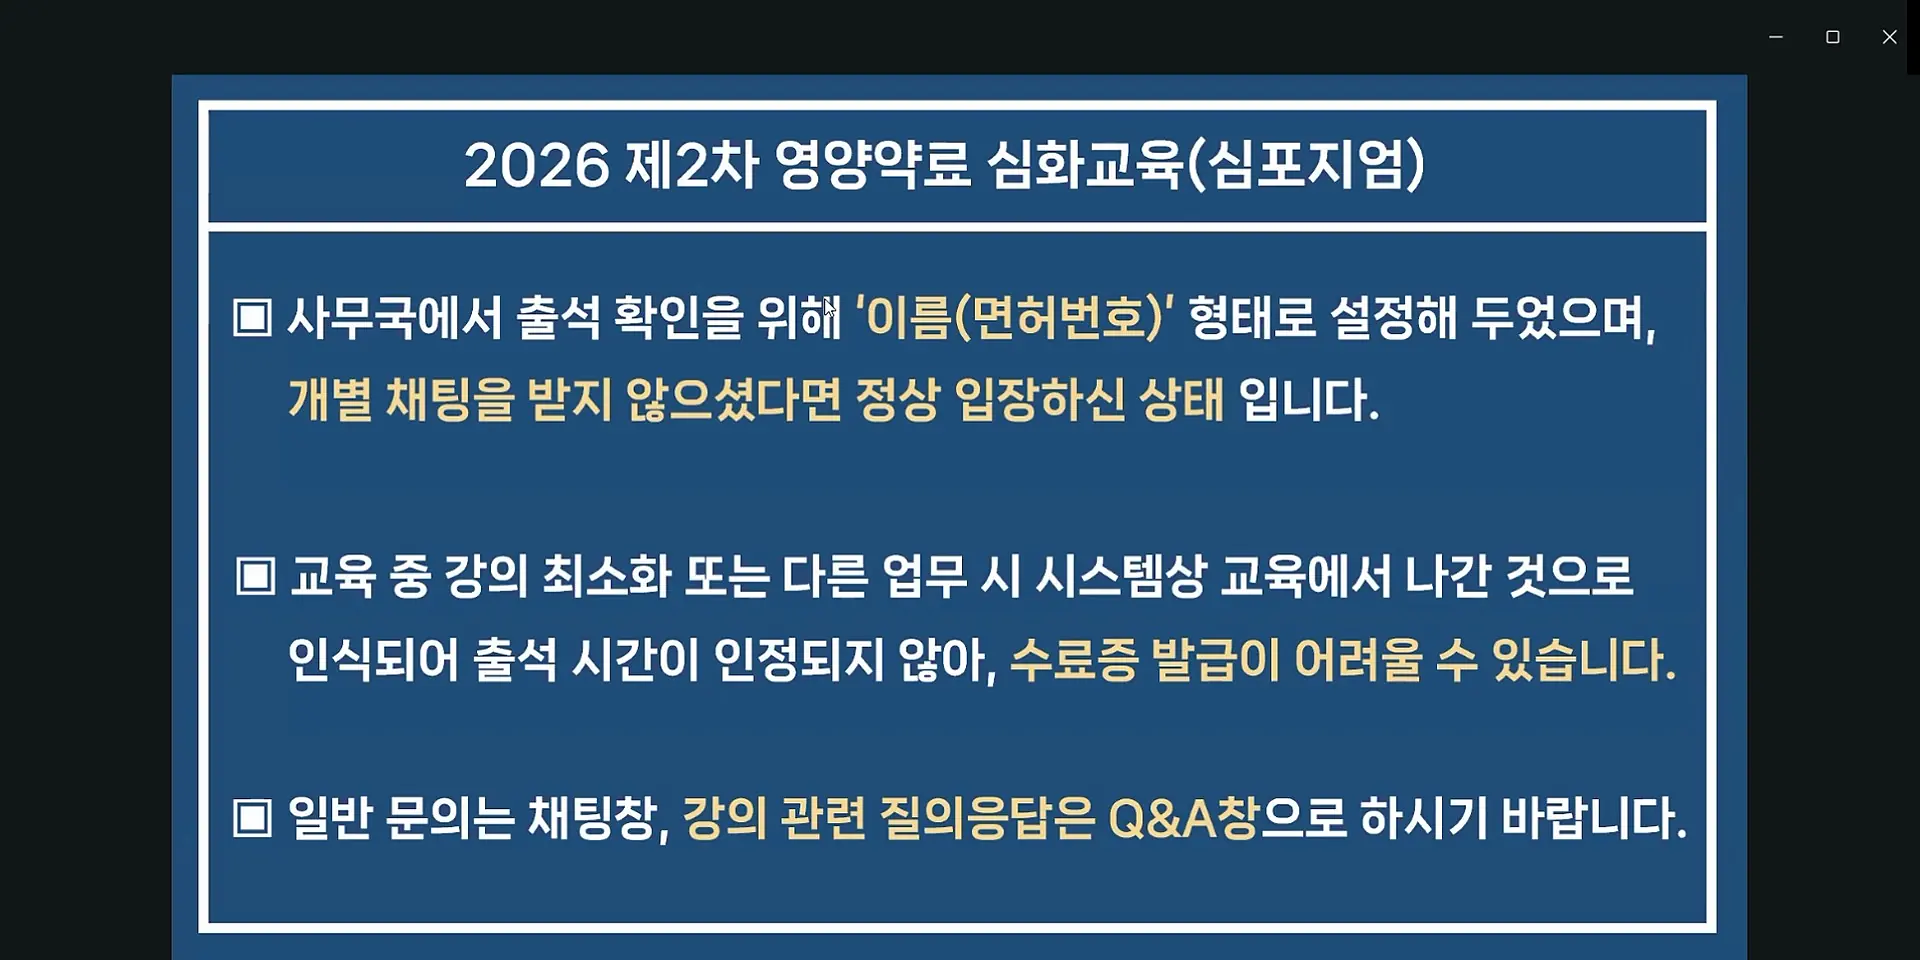 2026 제2차 영양약료 심화교육(심포지엄)
▣ 사무국에서 출석 확인을 위해 '이름(면허번호)' 형태로 설정해 두었으며,
개별 채팅을 받지 않으셨다면 정상 입장하신 상태 입니다.
▣ 교육 중 강의 최소화 또는 다른 업무 시 시스템상 교육에서 나간 것으로
인식되어 출석 시간이 인정되지 않아, 수료증 발급이 어려울 수 있습니다.
▣ 일반 문의는 채팅창, 강의 관련 질의응답은 Q&A창으로 하시기 바랍니다.